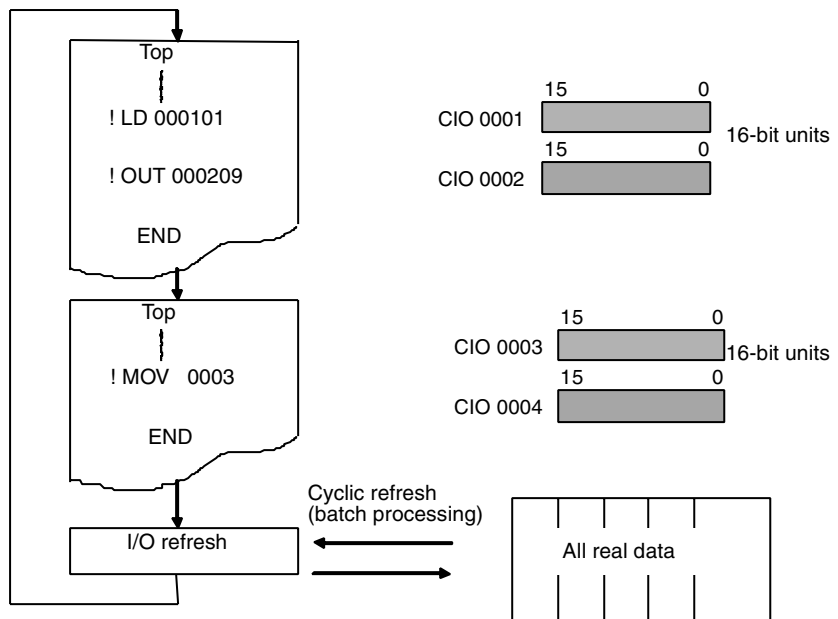 Top
! LD 000101
! OUT 000209
END
15 0
CIO 0001
16-bit units
15 0
CIO 0002
Top
! MOV 0003
END
15 0
CIO 0003
16-bit units
15 0
CIO 0004
Cyclic refresh
(batch processing)
I/O refresh
All real data